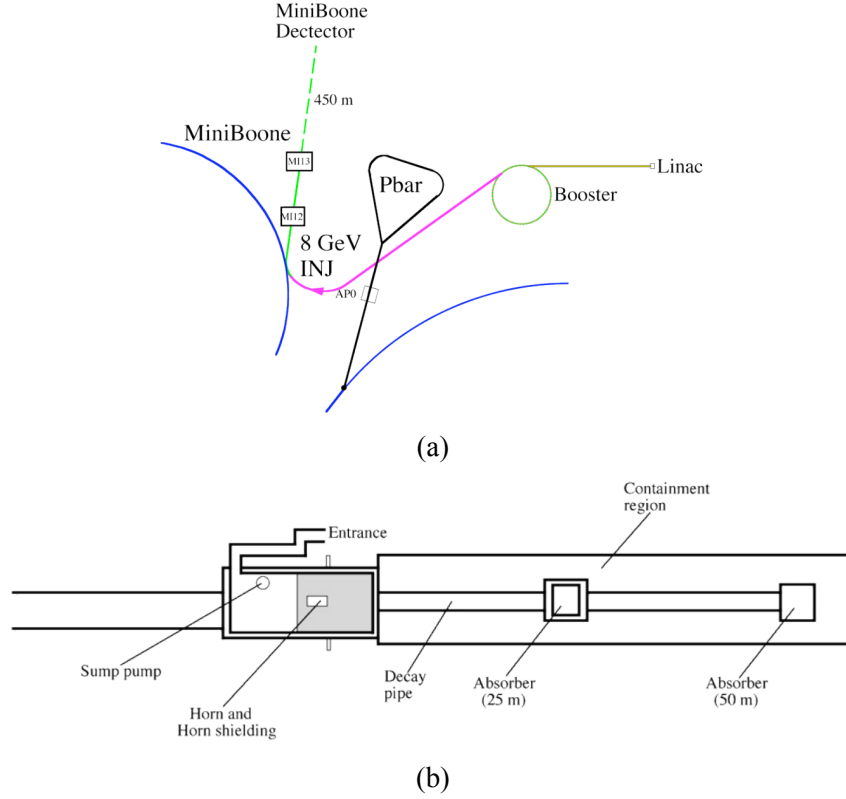 MiniBoone
Dectector
450 m
MiniBoone
MI13
Pbar
Linac
Booster
MI12
8 GeV
INJ
AP0
(a)
Containment
region
Entrance
Sump pump
Decay
pipe
Absorber
(25 m)
Absorber
(50 m)
Horn and
Horn shielding
(b)